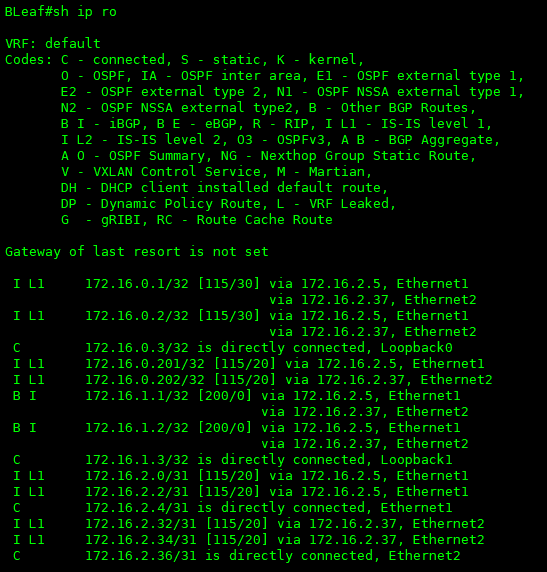 BLeaf#sh ip ro
VRF: default
Codes: C - connected, S - static, K - kernel,
O - OSPF, IA - OSPF inter area, E1 - OSPF external type 1,
E2 - OSPF external type 2, N1 - OSPF NSSA external type 1,
N2 - OSPF NSSA external type2, B - Other BGP Routes,
B I - iBGP, B E - eBGP, R - RIP, I L1 - IS-IS level 1,
I L2 - IS-IS level 2, O3 - OSPFv3, A B - BGP Aggregate,
A O - OSPF Summary, NG - Nexthop Group Static Route,
V - VXLAN Control Service, M - Martian,
DH - DHCP client installed default route,
DP - Dynamic Policy Route, L - VRF Leaked,
G  - gRIBI, RC - Route Cache Route
Gateway of last resort is not set
I L1     172.16.0.1/32 [115/30] via 172.16.2.5, Ethernet1
via 172.16.2.37, Ethernet2
I L1     172.16.0.2/32 [115/30] via 172.16.2.5, Ethernet1
via 172.16.2.37, Ethernet2
C        172.16.0.3/32 is directly connected, Loopback0
I L1     172.16.0.201/32 [115/20] via 172.16.2.5, Ethernet1
I L1     172.16.0.202/32 [115/20] via 172.16.2.37, Ethernet2
B I      172.16.1.1/32 [200/0] via 172.16.2.5, Ethernet1
via 172.16.2.37, Ethernet2
B I      172.16.1.2/32 [200/0] via 172.16.2.5, Ethernet1
via 172.16.2.37, Ethernet2
C        172.16.1.3/32 is directly connected, Loopback1
I L1     172.16.2.0/31 [115/20] via 172.16.2.5, Ethernet1
I L1     172.16.2.2/31 [115/20] via 172.16.2.5, Ethernet1
C        172.16.2.4/31 is directly connected, Ethernet1
I L1     172.16.2.32/31 [115/20] via 172.16.2.37, Ethernet2
I L1     172.16.2.34/31 [115/20] via 172.16.2.37, Ethernet2
C        172.16.2.36/31 is directly connected, Ethernet2